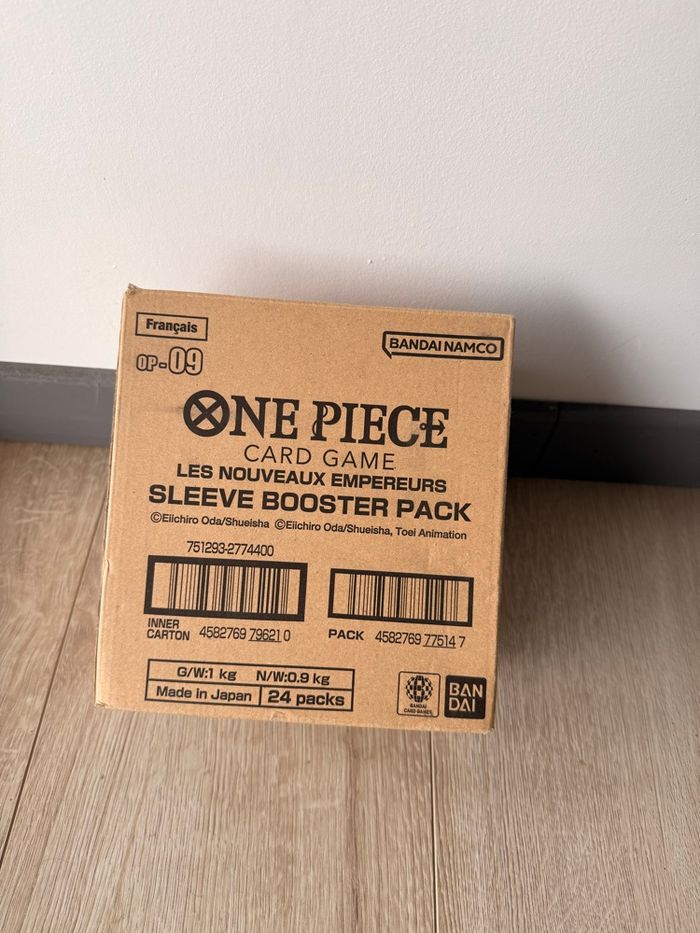 Français
BANDAI NAMCO
OP-09
ONE PIECE
CARD GAME
LES NOUVEAUX EMPEREURS
SLEEVE BOOSTER PACK
©Eiichiro Oda/Shueisha ©Eiichiro Oda/Shueisha, Toei Animation
751293-2774400
INNER CARTON 4582769 79621 0
PACK 4582769 77514 7
G/W:1 kg N/W:0.9 kg
Made in Japan 24 packs
BANDAI CARD GAMES
BAN
DAI